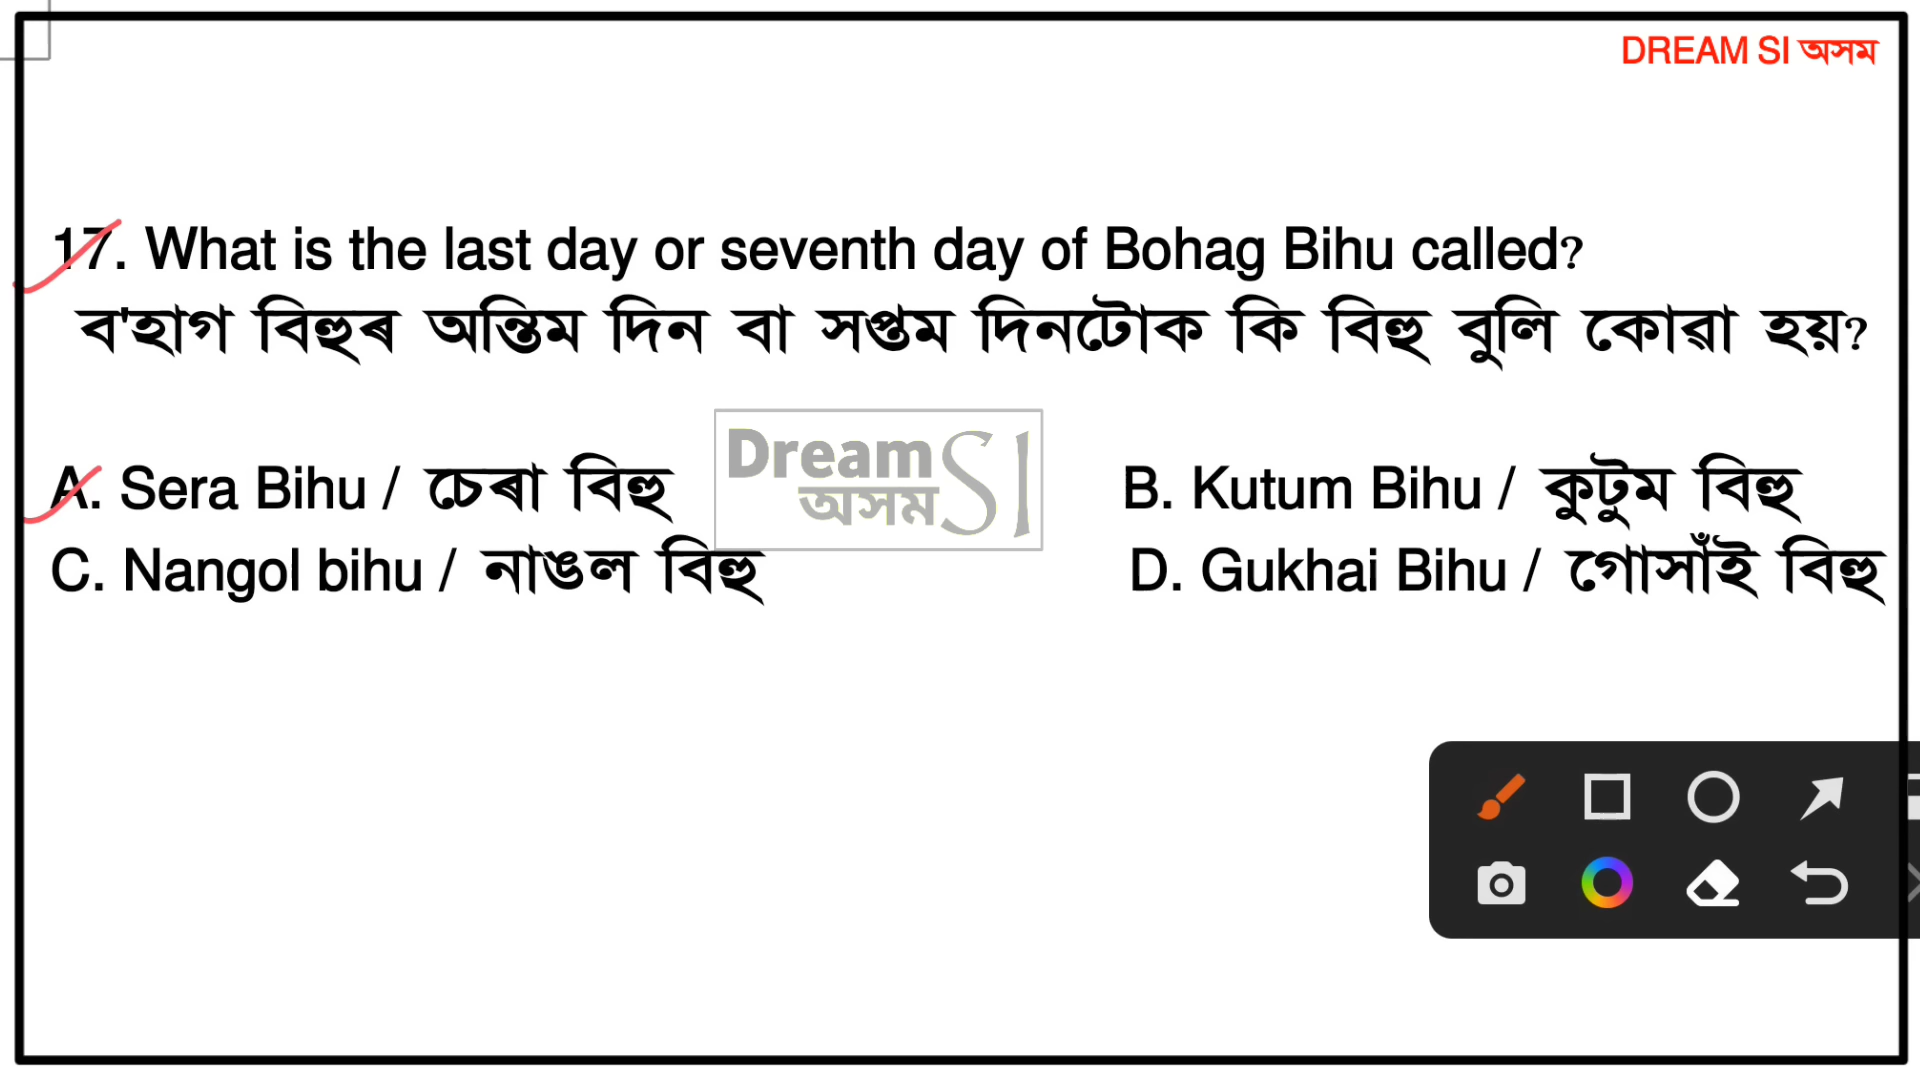 DREAM SI অসম
17. What is the last day or seventh day of Bohag Bihu called?
ব'হাগ বিহুৰ অন্তিম দিন বা সপ্তম দিনটোক কি বিহু বুলি কোৱা হয়?
Dream SI
অসম
A. Sera Bihu / চেৰা বিহু
B. Kutum Bihu / কুটুম বিহু
C. Nangol bihu / নাঙল বিহু
D. Gukhai Bihu / গোসাঁই বিহু